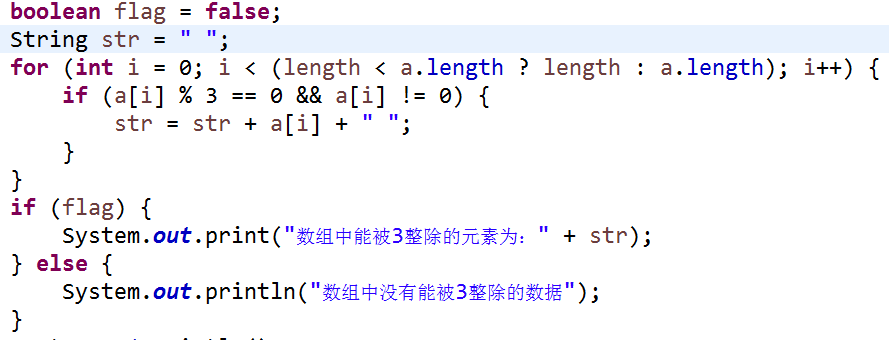 boolean flag = false;
String str = " ";
for (int i = 0; i < (length < a.length ? length : a.length); i++) {
    if (a[i] % 3 == 0 && a[i] != 0) {
        str = str + a[i] + " ";
    }
}
if (flag) {
    System.out.print("数组中能被3整除的元素为：" + str);
} else {
    System.out.println("数组中没有能被3整除的数据");
}